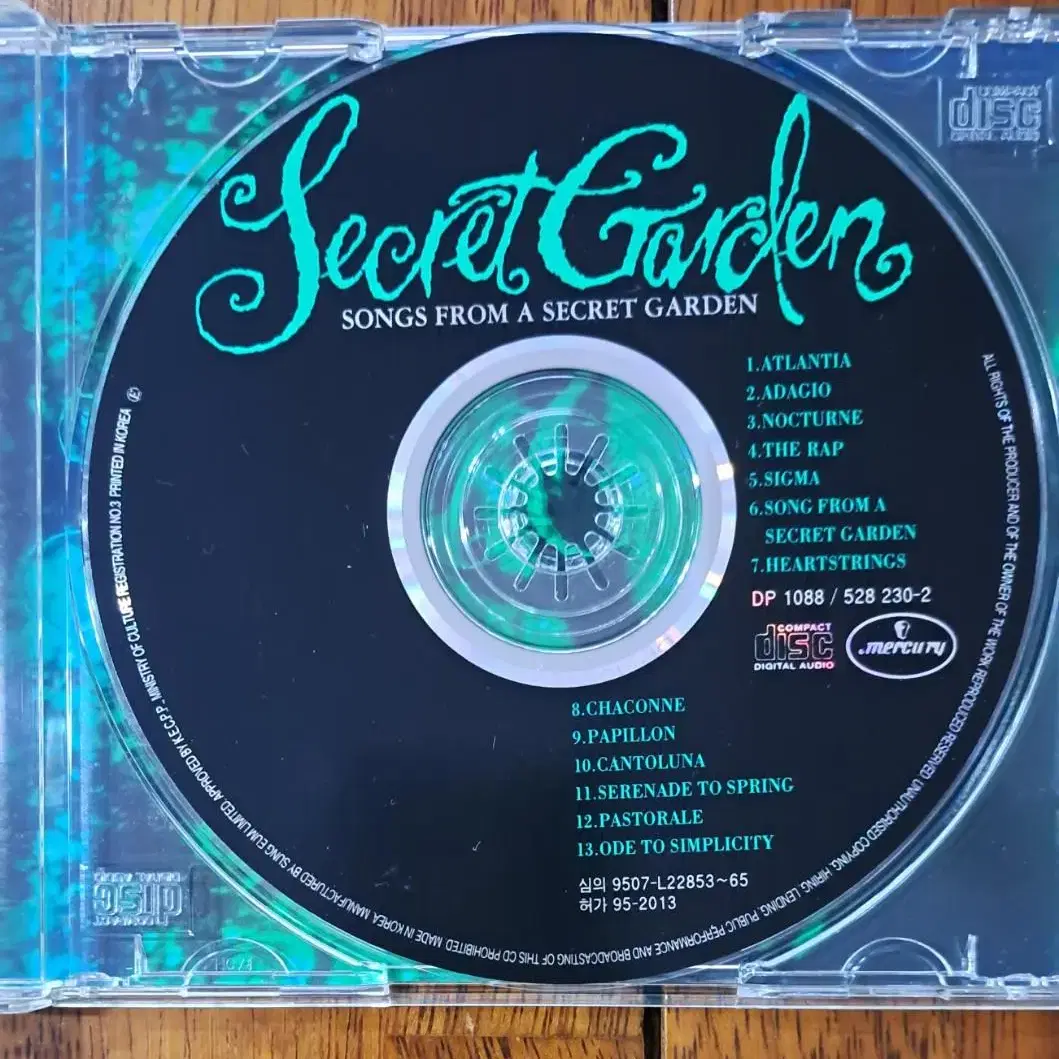 Secret Garden
SONGS FROM A SECRET GARDEN
1.ATLANTIA
2.ADAGIO
3.NOCTURNE
4.THE RAP
5.SIGMA
6.SONG FROM A
SECRET GARDEN
7.HEARTSTRINGS
DP 1088 / 528 230-2
COMPACT
disc
DIGITAL AUDIO
mercury
8.CHACONNE
9.PAPILLON
10.CANTOLUNA
11.SERENADE TO SPRING
12.PASTORALE
13.ODE TO SIMPLICITY
심의 9507-L22853~65
허가 95-2013
ALL RIGHTS OF THE PRODUCER AND OF THE OWNER OF THE WORK REPRODUCED RESERVED. UNAUTHORISED COPYING, HIRING, LENDING, PUBLIC PERFORMANCE AND BROADCASTING OF THIS CD PROHIBITED. MADE IN KOREA. MANUFACTURED BY SUNG EUM LIMITED. APPROVED BY K.E.C.P.P.- MINISTRY OF CULTURE REGISTRATION NO.3 PRINTED IN KOREA Ⓔ
COMPACT
disc
DIGITAL AUDIO
disc